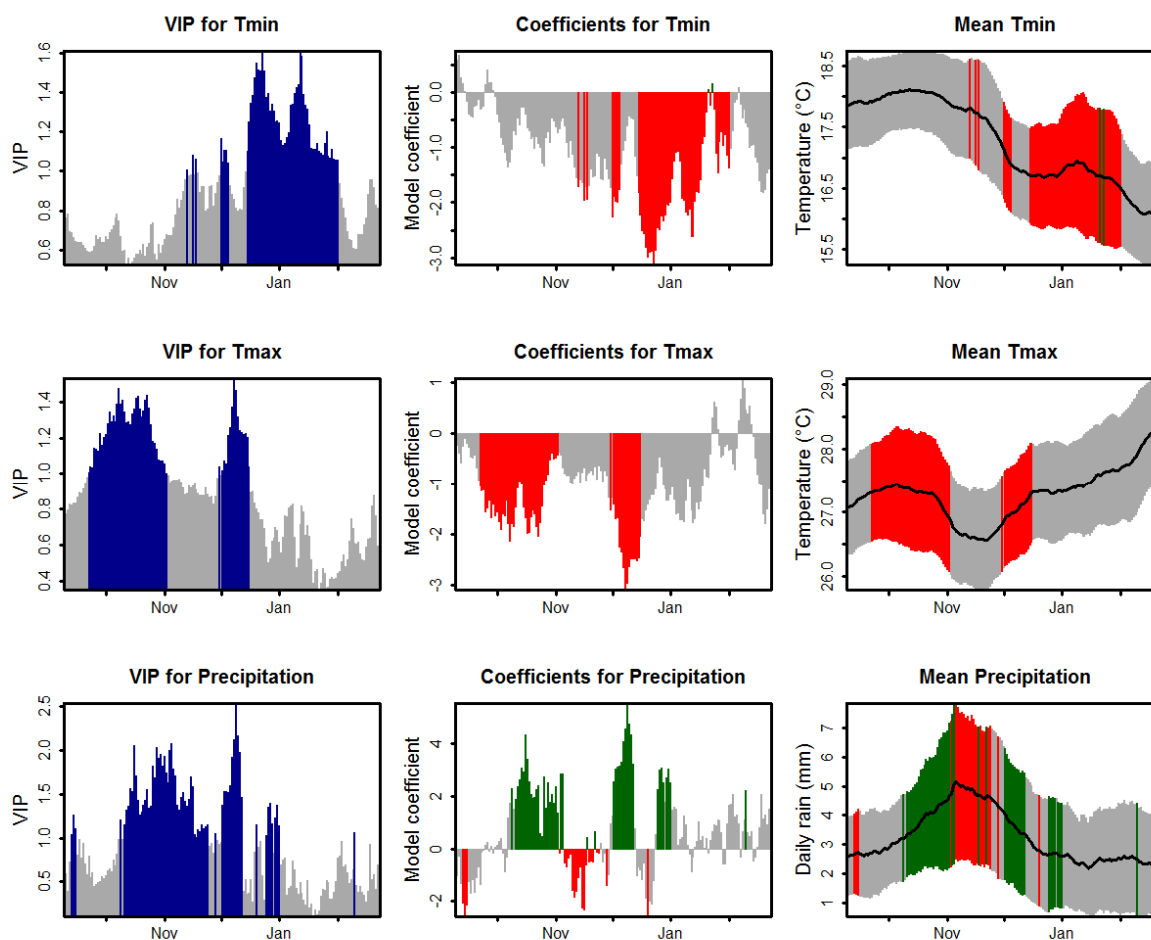 VIP for Tmin
VIP
0.6 0.8 1.0 1.2 1.4 1.6
Nov Jan
Coefficients for Tmin
Model coefficient
-3.0 -2.0 -1.0 0.0
Nov Jan
Mean Tmin
Temperature (°C)
15.5 16.5 17.5 18.5
Nov Jan
VIP for Tmax
VIP
0.4 0.6 0.8 1.0 1.2 1.4
Nov Jan
Coefficients for Tmax
Model coefficient
-3 -2 -1 0 1
Nov Jan
Mean Tmax
Temperature (°C)
26.0 27.0 28.0 29.0
Nov Jan
VIP for Precipitation
VIP
0.5 1.0 1.5 2.0 2.5
Nov Jan
Coefficients for Precipitation
Model coefficient
-2 0 2 4
Nov Jan
Mean Precipitation
Daily rain (mm)
1 2 3 4 5 6 7
Nov Jan